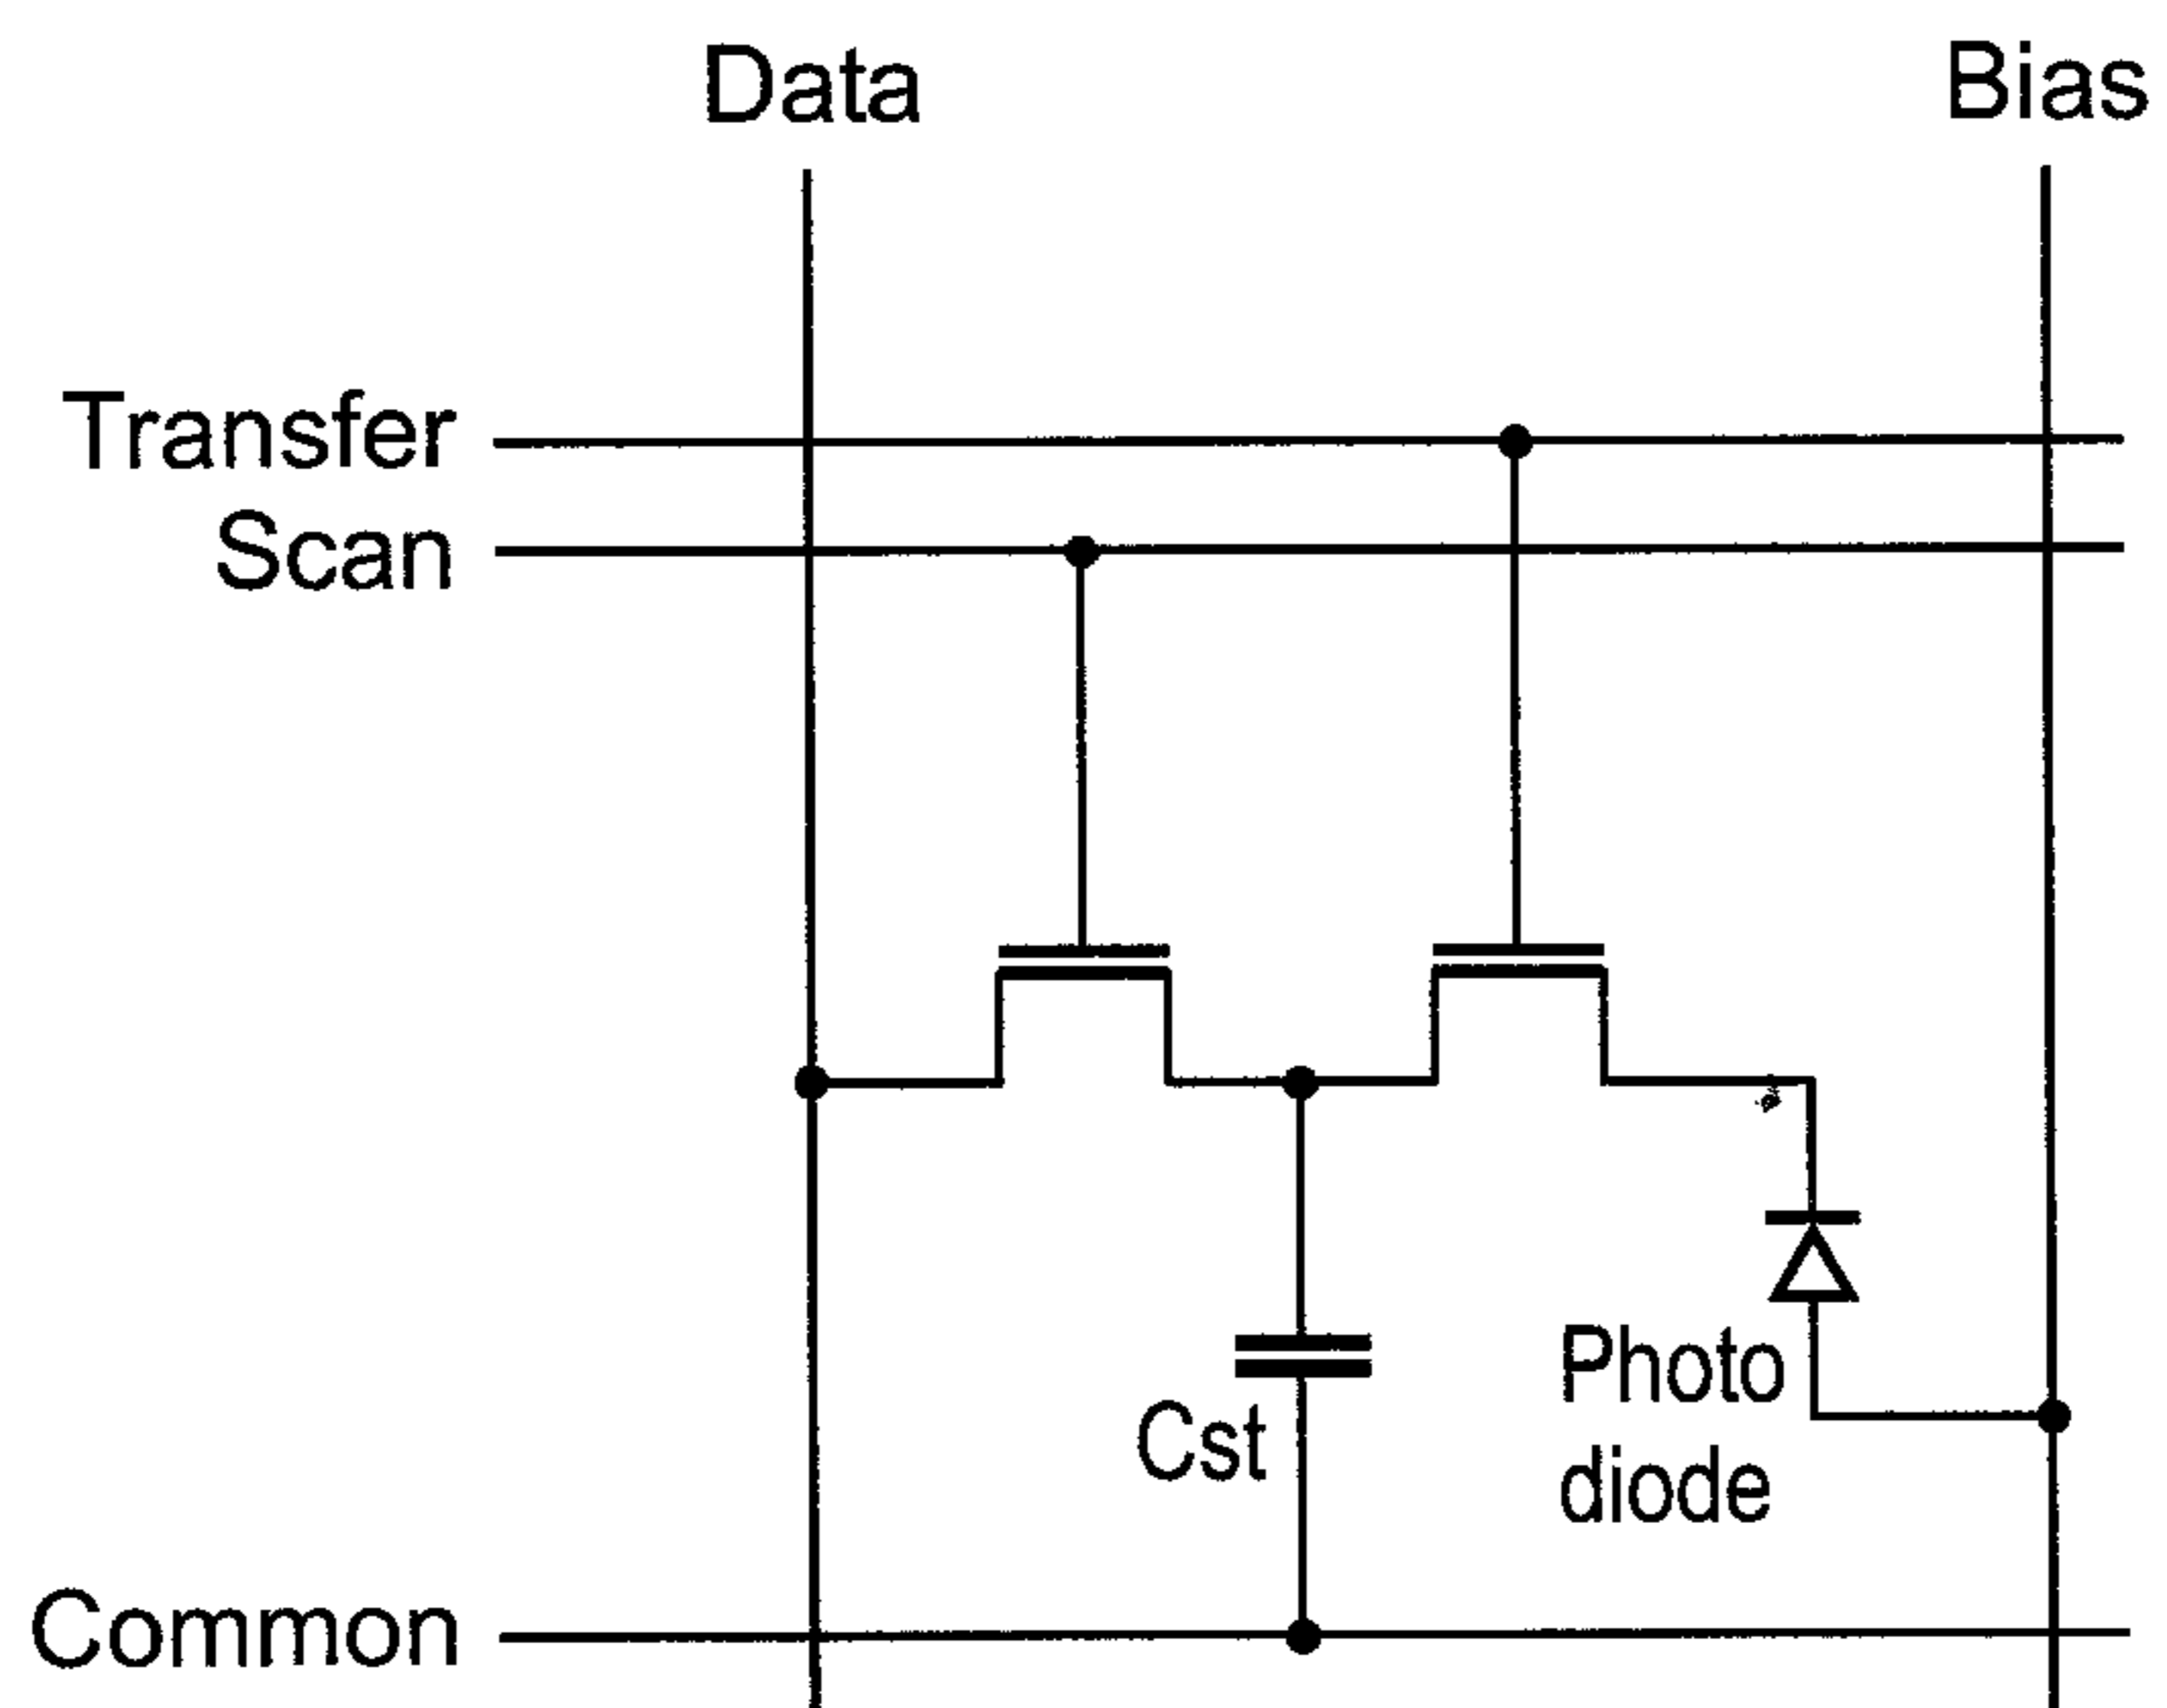 Data
Bias
Transfer
Scan
Photo
diode
Cst
Common